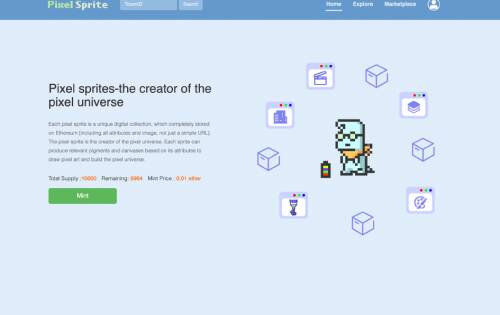 Pixel Sprite
TokenID
Search
Home
Explore
Marketplace
Pixel sprites-the creator of the
pixel universe
Each pixel sprite is a unique digital collection, which completely stored
on Ethereum (including all attributes and image, not just a simple URL).
The pixel sprite is the creator of the pixel universe. Each sprite can
produce relevant pigments and canvases based on its attributes to
draw pixel art and build the pixel universe.
Total Supply :10000 Remaining: 9964 Mint Price : 0.01 ether
Mint